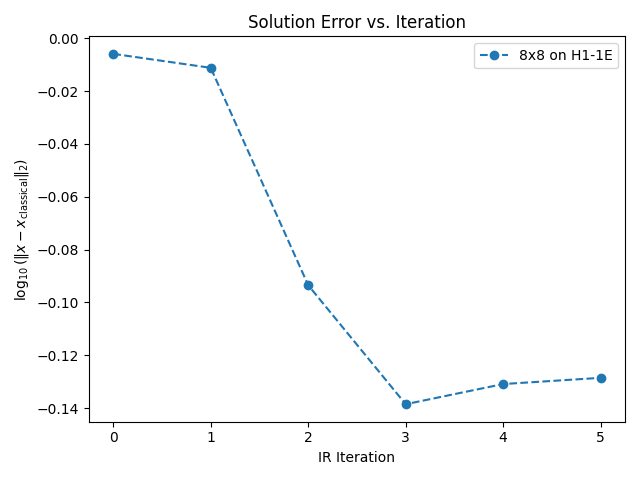 Solution Error vs. Iteration
8x8 on H1-1E
0.00
−0.02
−0.04
−0.06
−0.08
−0.10
−0.12
−0.14
log₁₀ (‖x − x_classical‖₂)
0 1 2 3 4 5
IR Iteration